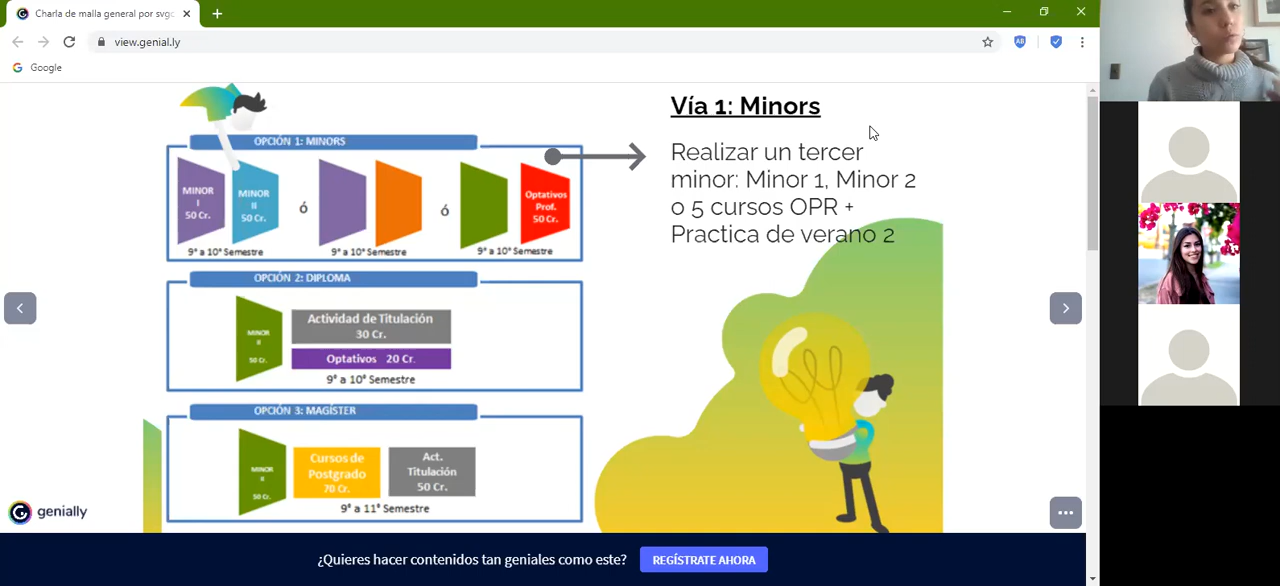 Charla de malla general por svgc
view.genial.ly
Google
OPCIÓN 1: MINORS
MINOR
I
50 Cr.
MINOR
II
50 Cr.
ó
ó
Optativos
Prof.
50 Cr.
9° a 10° Semestre
9° a 10° Semestre
9° a 10° Semestre
OPCIÓN 2: DIPLOMA
MINOR
II
50 Cr.
Actividad de Titulación
30 Cr.
Optativos 20 Cr.
9° a 10° Semestre
OPCIÓN 3: MAGÍSTER
MINOR
II
50 Cr.
Cursos de
Postgrado
70 Cr.
Act.
Titulación
50 Cr.
9° a 11° Semestre
Vía 1: Minors
Realizar un tercer
minor: Minor 1, Minor 2
o 5 cursos OPR +
Practica de verano 2
genially
¿Quieres hacer contenidos tan geniales como este?
REGÍSTRATE AHORA